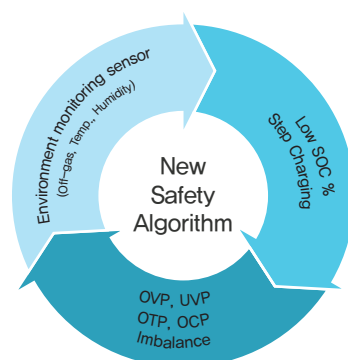 Environment monitoring sensor
(Off-gas, Temp., Humidity)
Low SOC %
Step Charging
New
Safety
Algorithm
OVP, UVP
OTP, OCP
Imbalance